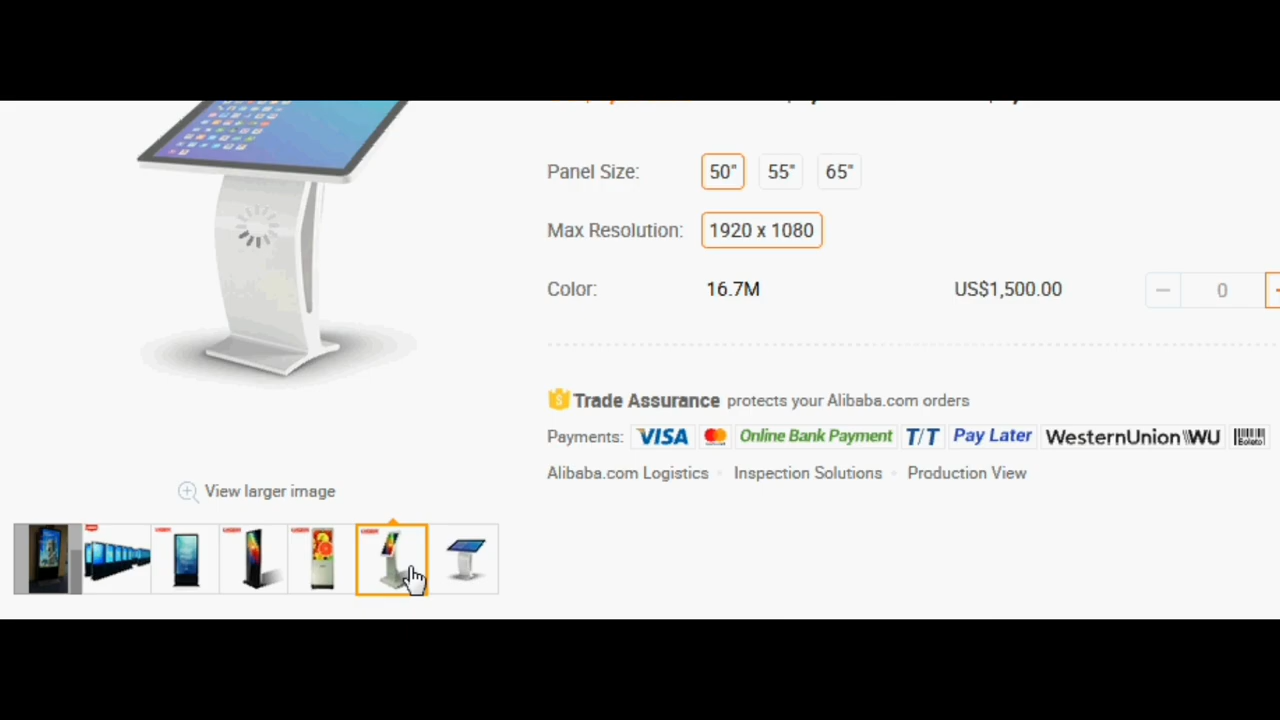 Panel Size: 50" 55" 65"
Max Resolution: 1920 x 1080
Color: 16.7M US$1,500.00 0
Trade Assurance protects your Alibaba.com orders
Payments: VISA Online Bank Payment T/T Pay Later WesternUnion WU Boleto
Alibaba.com Logistics Inspection Solutions Production View
View larger image